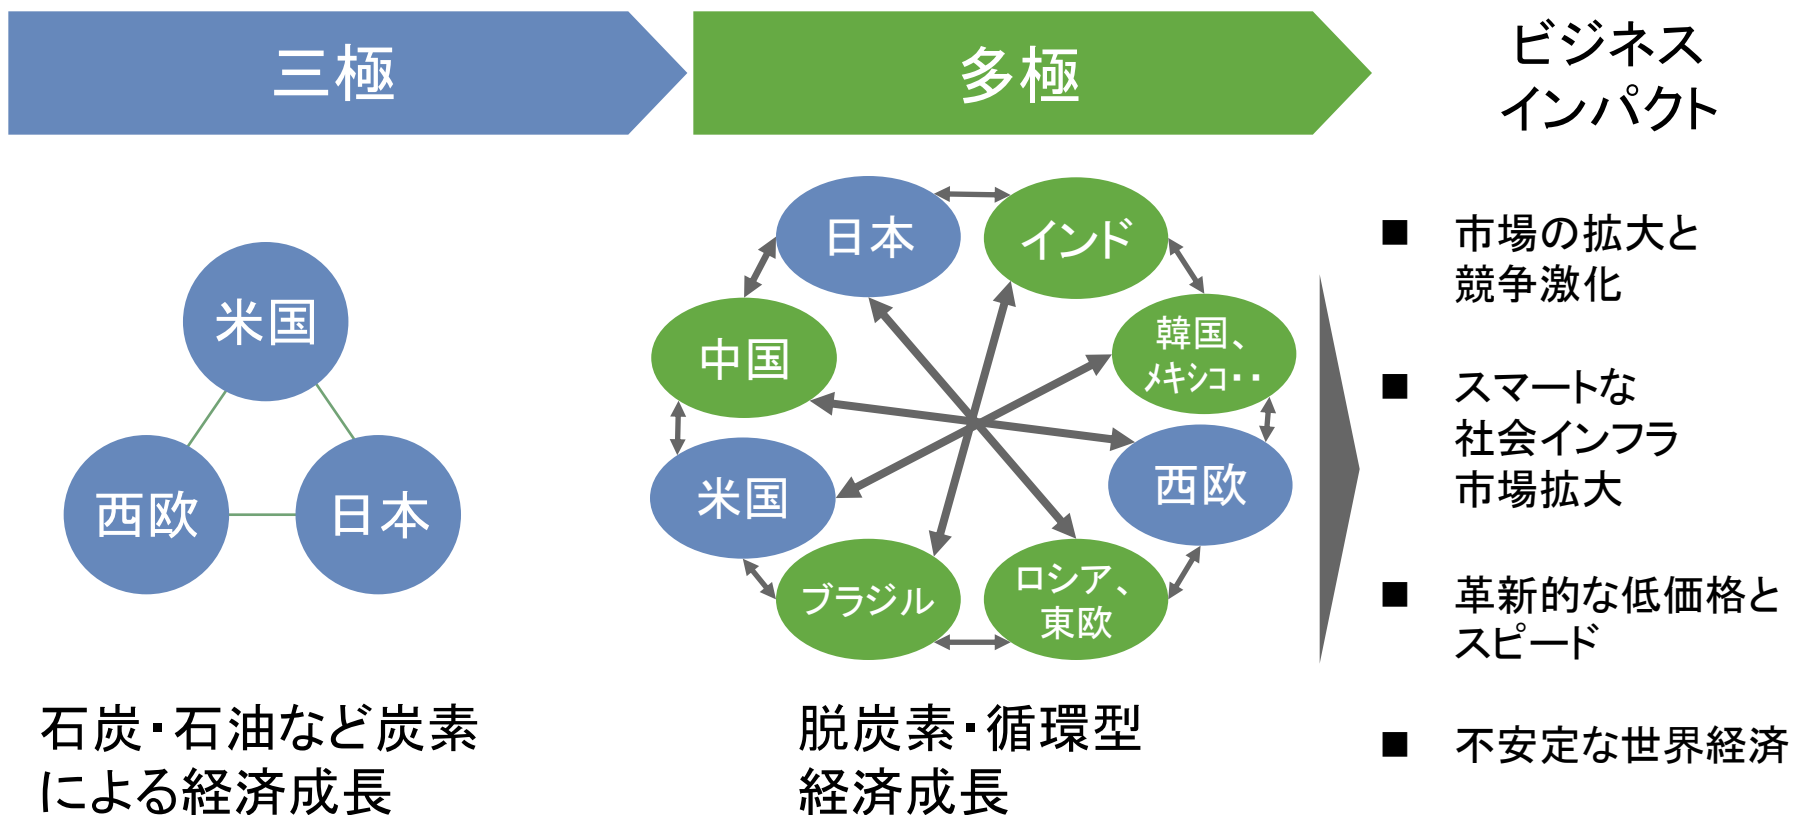 三極
多極
ビジネス
インパクト
米国
西欧
日本
石炭・石油など炭素
による経済成長
日本
インド
中国
韓国、
メキシコ・・
米国
西欧
ブラジル
ロシア、
東欧
脱炭素・循環型
経済成長
■ 市場の拡大と
競争激化
■ スマートな
社会インフラ
市場拡大
■ 革新的な低価格と
スピード
■ 不安定な世界経済